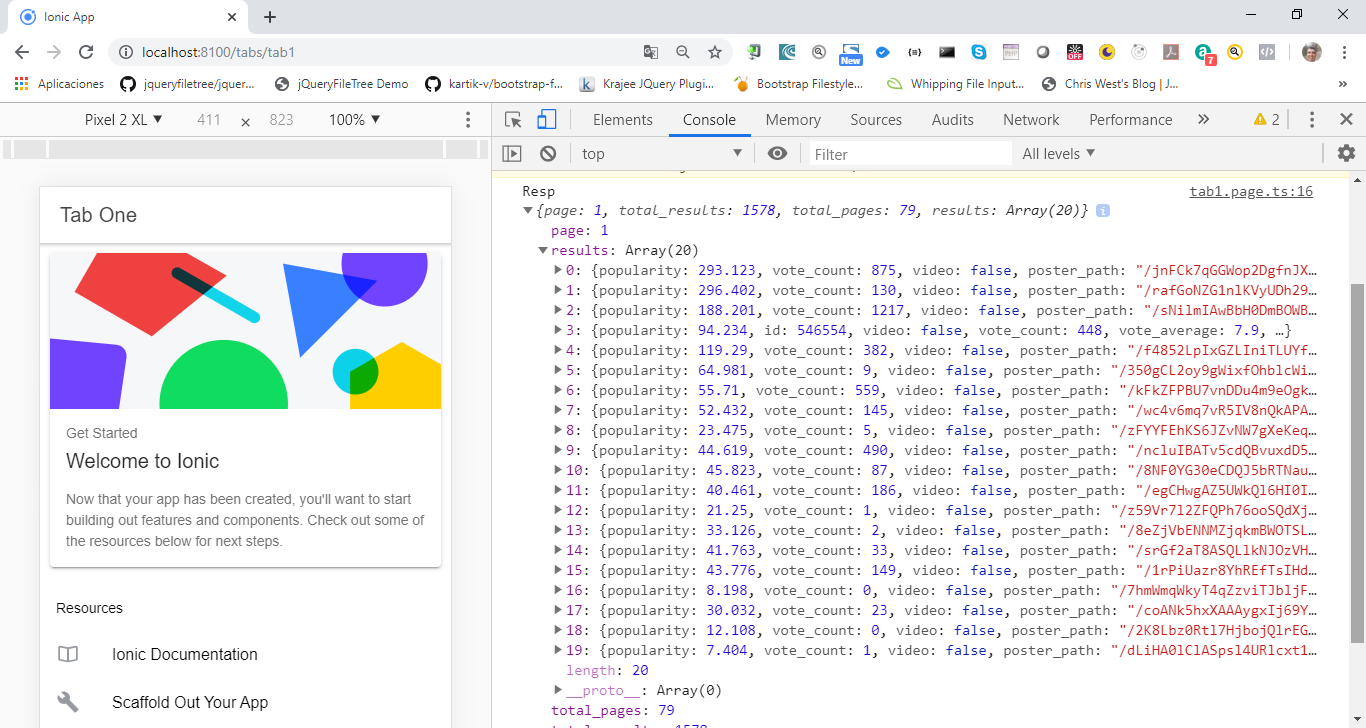 Ionic App
localhost:8100/tabs/tab1
New
OFF
7
Aplicaciones
jqueryfiletree/jquer...
jQueryFileTree Demo
kartik-v/bootstrap-f...
k
Krajee JQuery Plugi...
Bootstrap Filestyle...
Whipping File Input...
Chris West's Blog | J...
»
Pixel 2 XL ▼ 411 x 823 100% ▼
Elements Console Memory Sources Audits Network Performance » 2
top ▼ Filter All levels ▼
Tab One
Get Started
Welcome to Ionic
Now that your app has been created, you'll want to start
building out features and components. Check out some of
the resources below for next steps.
Resources
Ionic Documentation
Scaffold Out Your App
Resp tab1.page.ts:16
▼{page: 1, total_results: 1578, total_pages: 79, results: Array(20)} i
page: 1
▼results: Array(20)
▶0: {popularity: 293.123, vote_count: 875, video: false, poster_path: "/jnFCk7qGGWop2DgfnJX…
▶1: {popularity: 296.402, vote_count: 130, video: false, poster_path: "/rafGoNZG1nlKVyUDh29…
▶2: {popularity: 188.201, vote_count: 1217, video: false, poster_path: "/sNilmIAwBbH0DmBOWB…
▶3: {popularity: 94.234, id: 546554, video: false, vote_count: 448, vote_average: 7.9, …}
▶4: {popularity: 119.29, vote_count: 382, video: false, poster_path: "/f4852LpIxGZLIniTLUYf…
▶5: {popularity: 64.981, vote_count: 9, video: false, poster_path: "/350gCL2oy9gWixfOhblcWi…
▶6: {popularity: 55.71, vote_count: 559, video: false, poster_path: "/kFkZFPBU7vnDDu4m9eOgk…
▶7: {popularity: 52.432, vote_count: 145, video: false, poster_path: "/wc4v6mq7vR5IV8nQkAPA…
▶8: {popularity: 23.475, vote_count: 5, video: false, poster_path: "/zFYYFEhKS6JZvNW7gXeKeq…
▶9: {popularity: 44.619, vote_count: 490, video: false, poster_path: "/ncluIBATv5cdQBvuxdD5…
▶10: {popularity: 45.823, vote_count: 87, video: false, poster_path: "/8NF0YG30eCDQJ5bRTNau…
▶11: {popularity: 40.461, vote_count: 186, video: false, poster_path: "/egCHwgAZ5UWkQl6HI0I…
▶12: {popularity: 21.25, vote_count: 1, video: false, poster_path: "/z59Vr7l2ZFQPh76ooSQdXj…
▶13: {popularity: 33.126, vote_count: 2, video: false, poster_path: "/8eZjVbENNMZjqkmBWOTSL…
▶14: {popularity: 41.763, vote_count: 33, video: false, poster_path: "/srGf2aT8ASQLlkNJOzVH…
▶15: {popularity: 43.776, vote_count: 149, video: false, poster_path: "/1rPiUazr8YhREfTsIHd…
▶16: {popularity: 8.198, vote_count: 0, video: false, poster_path: "/7hmWmqWkyT4qZzviTJbljF…
▶17: {popularity: 30.032, vote_count: 23, video: false, poster_path: "/coANk5hxXAAAygxIj69Y…
▶18: {popularity: 12.108, vote_count: 0, video: false, poster_path: "/2K8Lbz0Rtl7HjbojQlrEG…
▶19: {popularity: 7.404, vote_count: 1, video: false, poster_path: "/dLiHA0lClASpsl4URlcxt1…
length: 20
▶__proto__: Array(0)
total_pages: 79